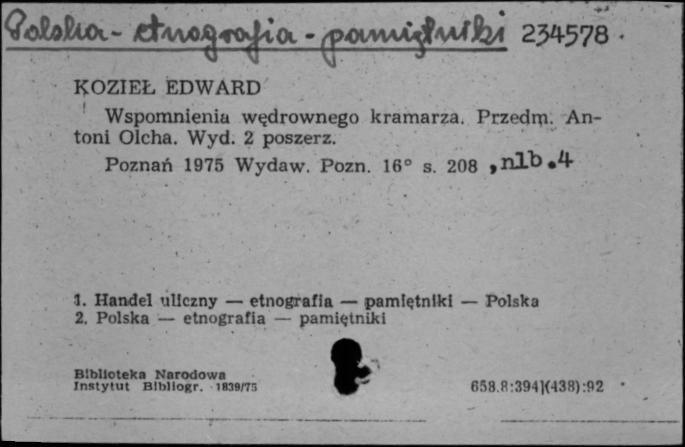 Polska - etnografia - pamiętniki 234578.
KOZIEŁ EDWARD
Wspomnienia wędrownego kramarza. Przedm. An-
toni Olcha. Wyd. 2 poszerz.
Poznań 1975 Wydaw. Pozn. 16° s. 208 ,nlb.4
1. Handel uliczny — etnografia — pamiętniki — Polska
2. Polska — etnografia — pamiętniki
Biblioteka Narodowa
Instytut Bibliogr. 1839/75
658.8:394](438):92